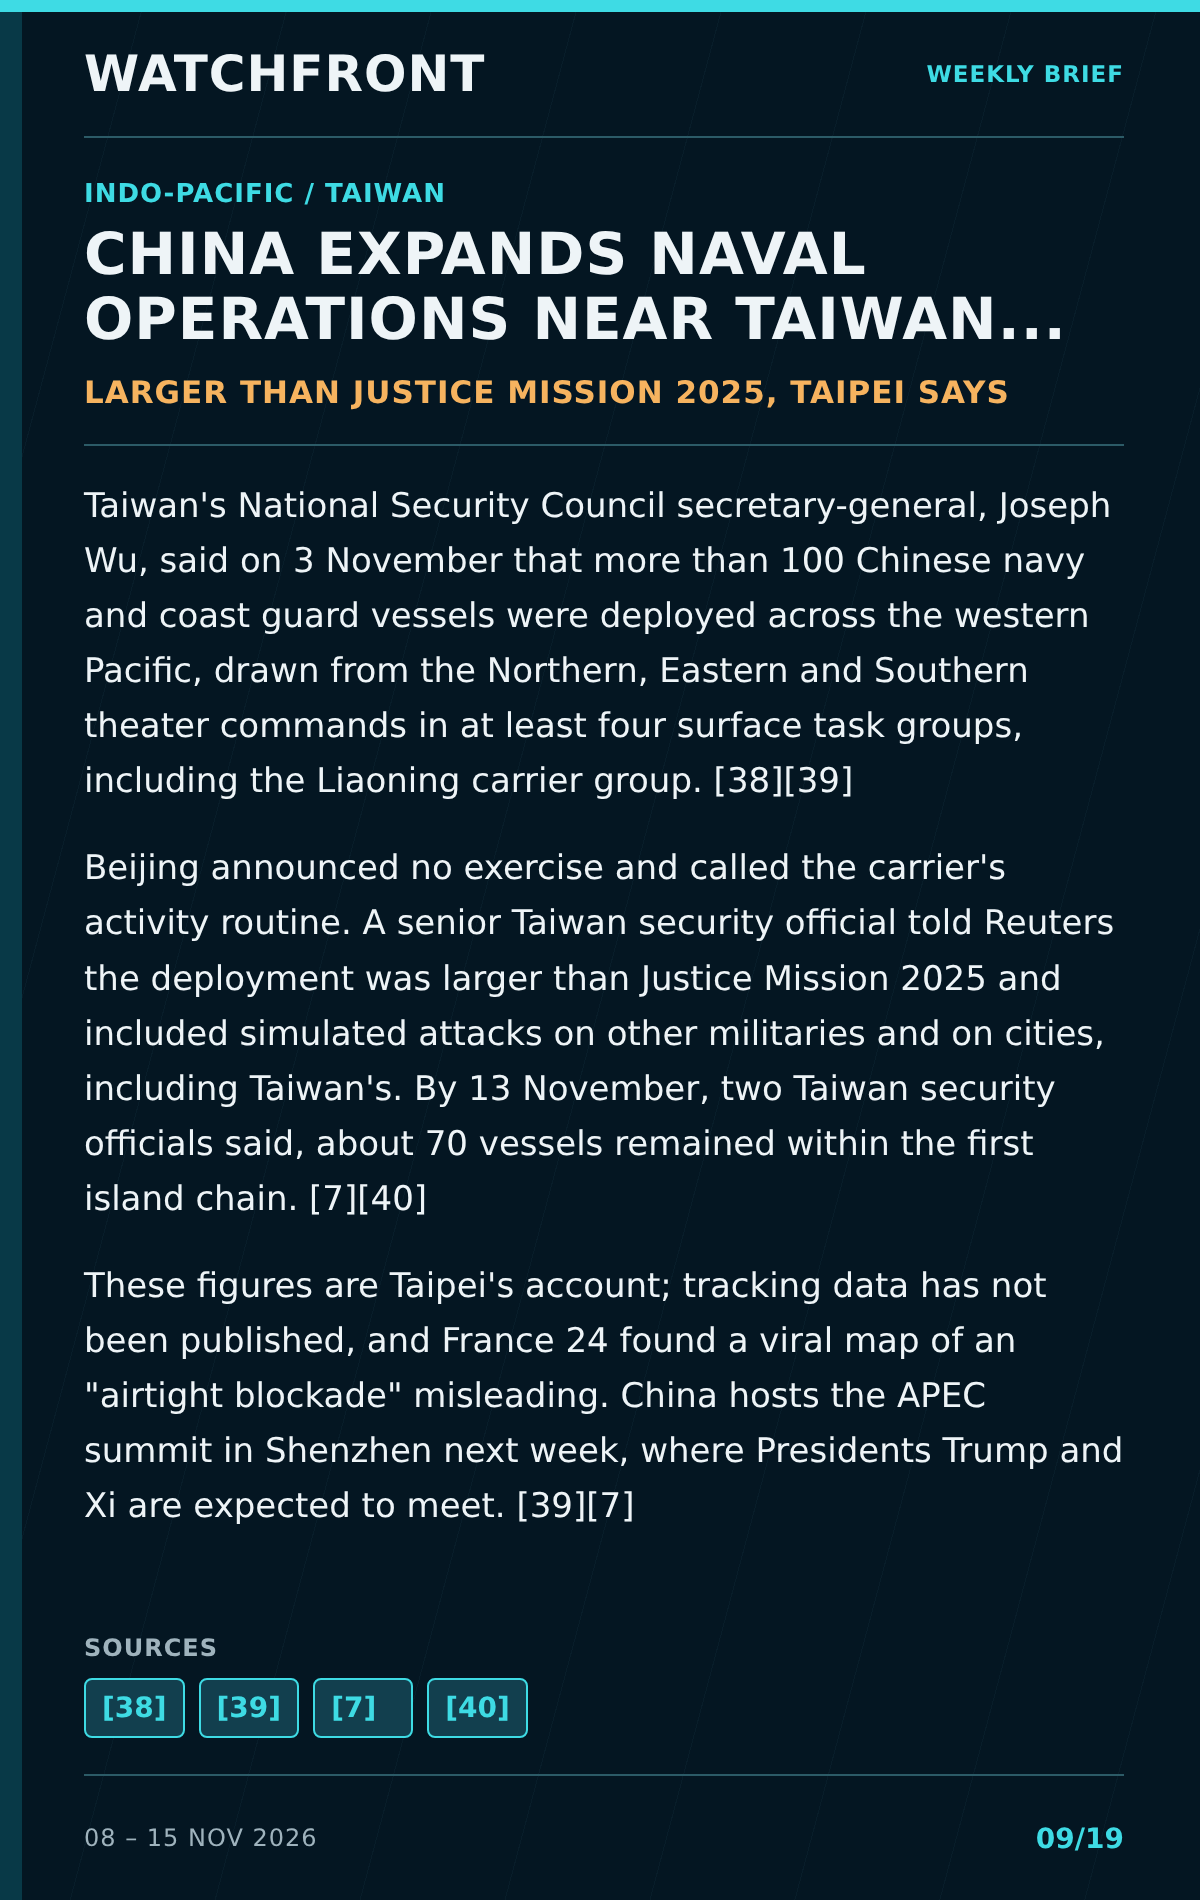 WATCHFRONT
WEEKLY BRIEF
INDO-PACIFIC / TAIWAN
CHINA EXPANDS NAVAL
OPERATIONS NEAR TAIWAN...
LARGER THAN JUSTICE MISSION 2025, TAIPEI SAYS
Taiwan's National Security Council secretary-general, Joseph
Wu, said on 3 November that more than 100 Chinese navy
and coast guard vessels were deployed across the western
Pacific, drawn from the Northern, Eastern and Southern
theater commands in at least four surface task groups,
including the Liaoning carrier group. [38][39]
Beijing announced no exercise and called the carrier's
activity routine. A senior Taiwan security official told Reuters
the deployment was larger than Justice Mission 2025 and
included simulated attacks on other militaries and on cities,
including Taiwan's. By 13 November, two Taiwan security
officials said, about 70 vessels remained within the first
island chain. [7][40]
These figures are Taipei's account; tracking data has not
been published, and France 24 found a viral map of an
"airtight blockade" misleading. China hosts the APEC
summit in Shenzhen next week, where Presidents Trump and
Xi are expected to meet. [39][7]
SOURCES
[38] [39] [7] [40]
08 – 15 NOV 2026
09/19